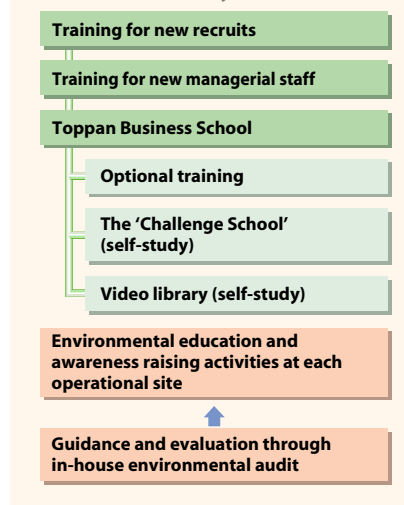 Training for new recruits
Training for new managerial staff
Toppan Business School
Optional training
The ‘Challenge School’
(self-study)
Video library (self-study)
Environmental education and
awareness raising activities at each
operational site
Guidance and evaluation through
in-house environmental audit